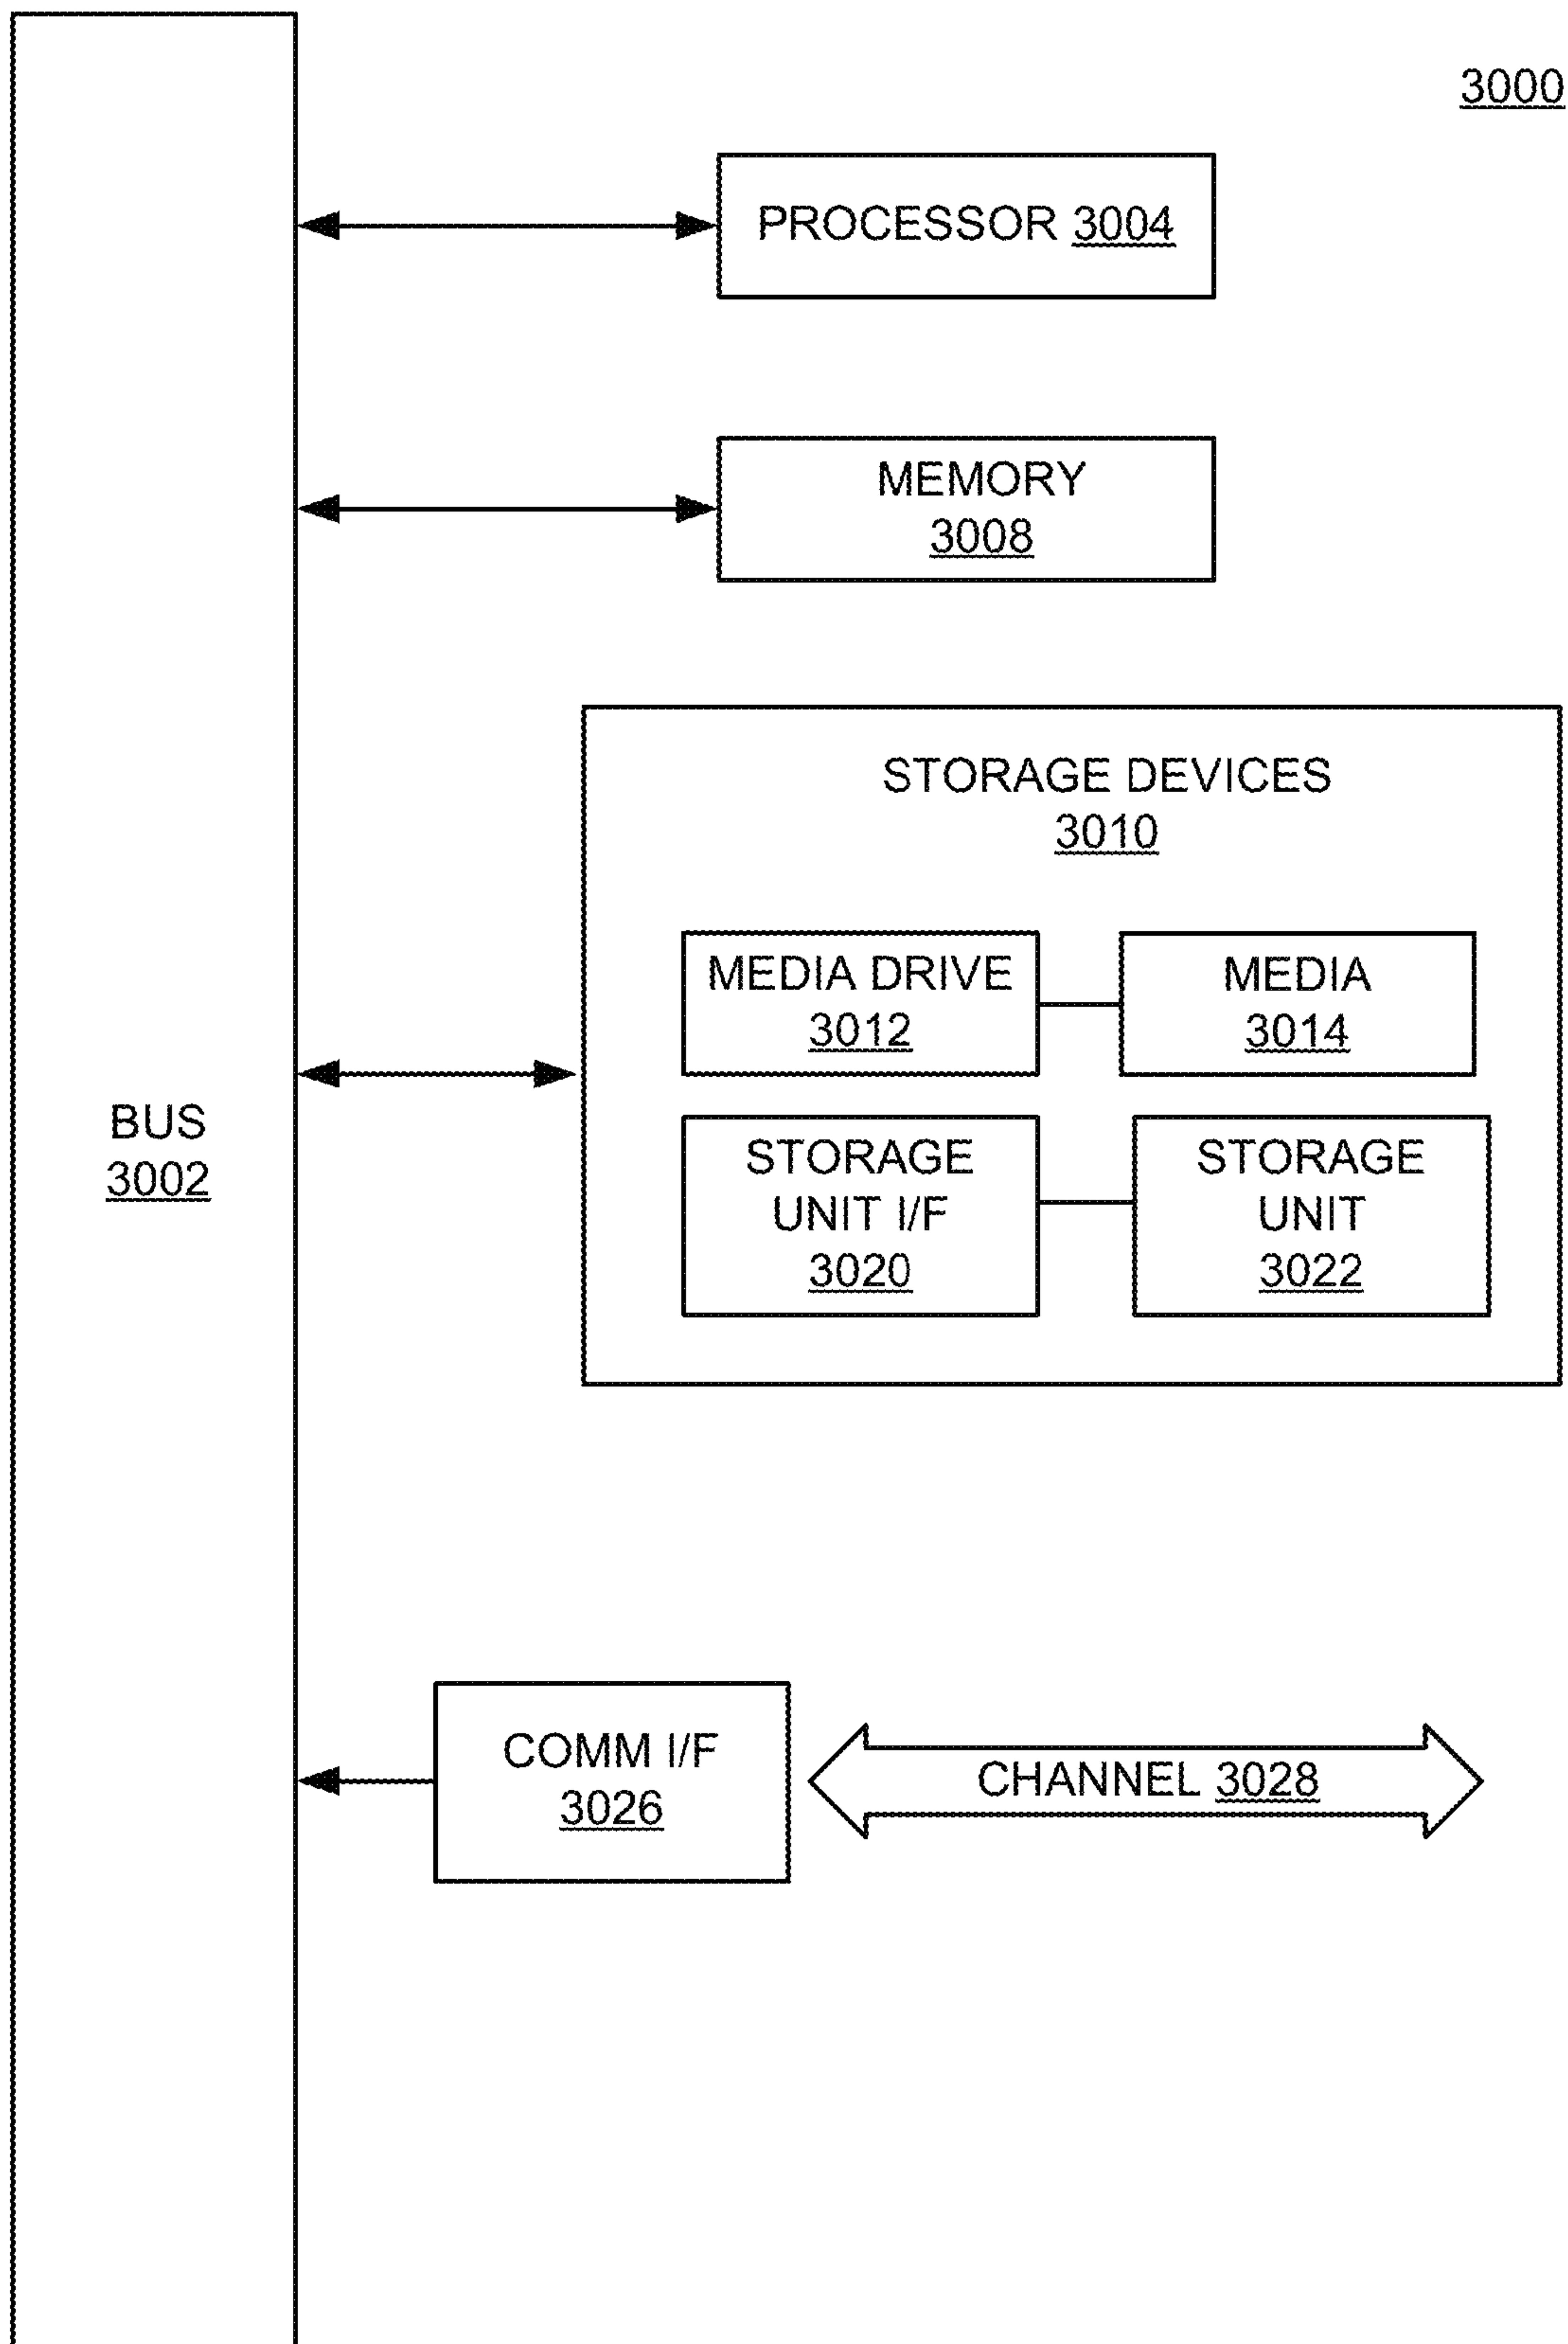 3000
PROCESSOR 3004
MEMORY
3008
STORAGE DEVICES
3010
MEDIA DRIVE
3012
MEDIA
3014
BUS
3002
STORAGE
UNIT I/F
3020
STORAGE
UNIT
3022
COMM I/F
3026
CHANNEL 3028